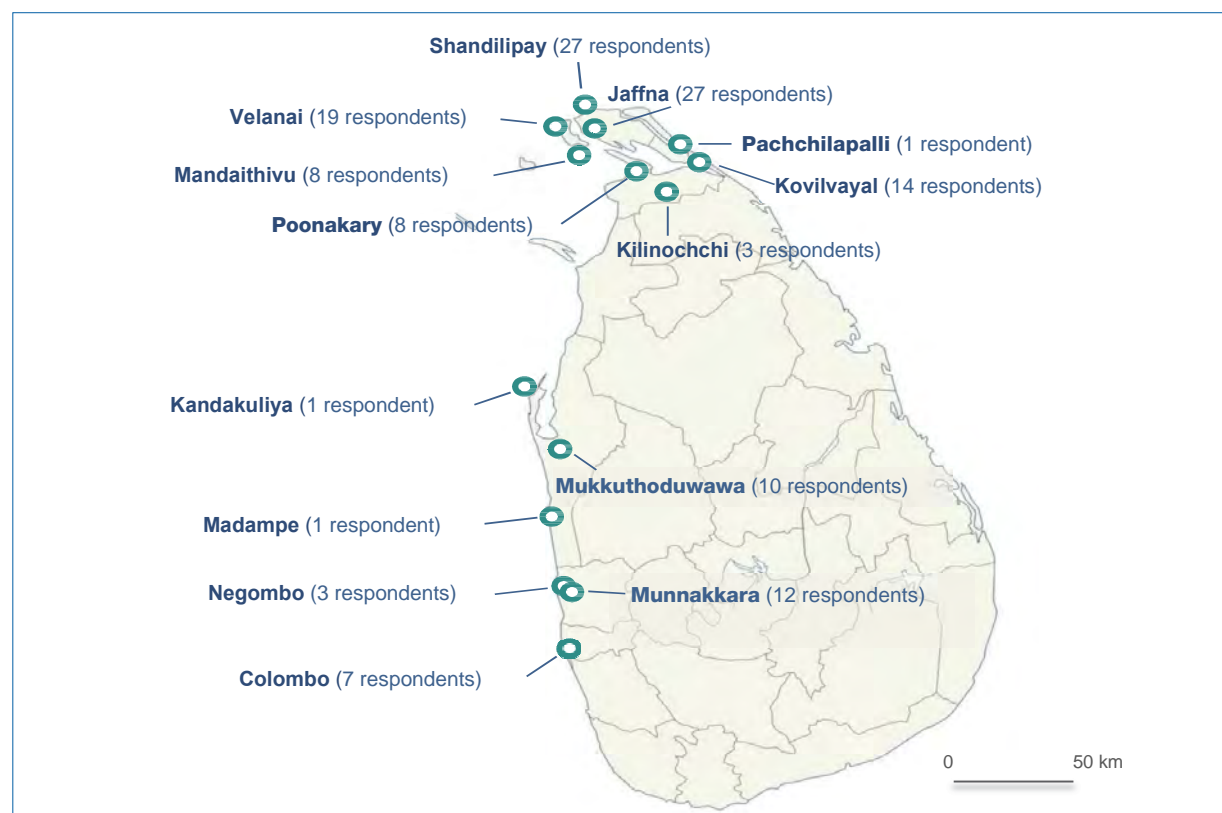 Shandilipay (27 respondents)
Jaffna (27 respondents)
Velanai (19 respondents)
Pachchilapalli (1 respondent)
Mandaithivu (8 respondents)
Kovilvayal (14 respondents)
Poonakary (8 respondents)
Kilinochchi (3 respondents)
Kandakuliya (1 respondent)
Mukkuthoduwawa (10 respondents)
Madampe (1 respondent)
Negombo (3 respondents)
Munnakkara (12 respondents)
Colombo (7 respondents)
0 50 km